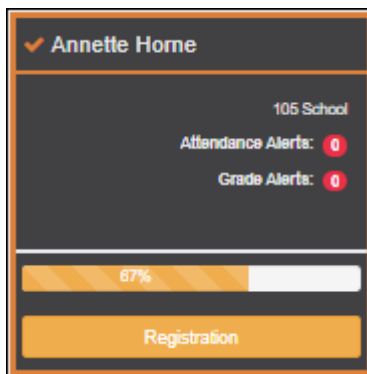 Annette Horne
105 School
Attendance Alerts: 0
Grade Alerts: 0
67%
Registration